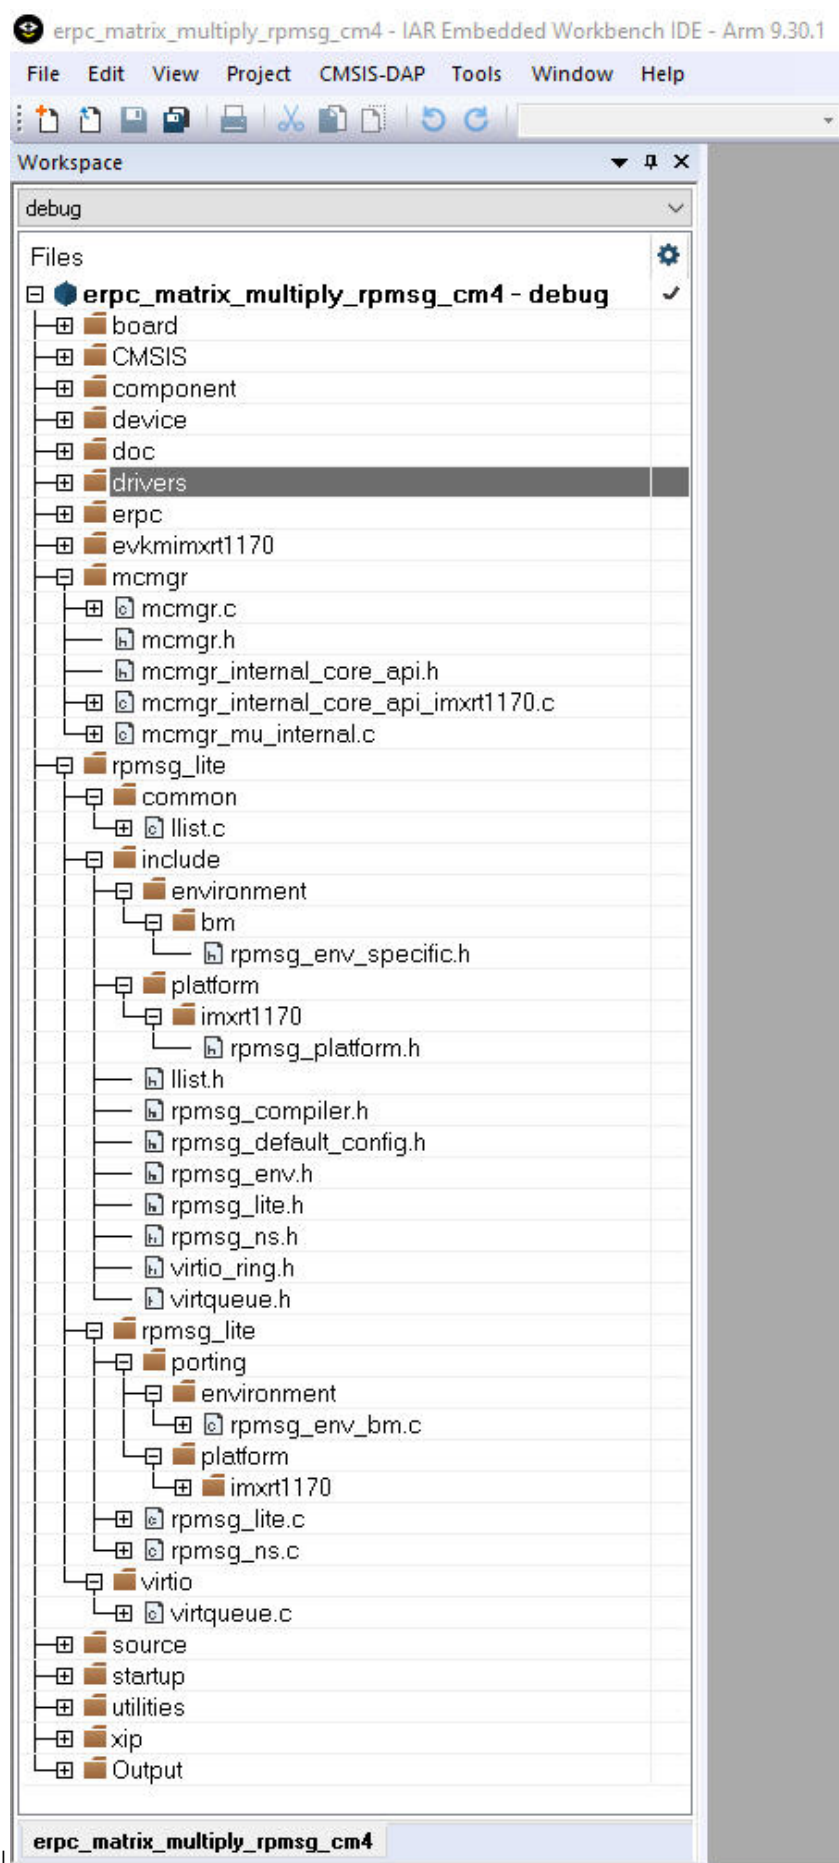 erpc_matrix_multiply_rpmsg_cm4 - IAR Embedded Workbench IDE - Arm 9.30.1
File Edit View Project CMSIS-DAP Tools Window Help
Workspace
debug
Files
erpc_matrix_multiply_rpmsg_cm4 - debug
board
CMSIS
component
device
doc
drivers
erpc
evkmimxrt1170
mcmgr
mcmgr.c
mcmgr.h
mcmgr_internal_core_api.h
mcmgr_internal_core_api_imxrt1170.c
mcmgr_mu_internal.c
rpmsg_lite
common
llist.c
include
environment
bm
rpmsg_env_specific.h
platform
imxrt1170
rpmsg_platform.h
llist.h
rpmsg_compiler.h
rpmsg_default_config.h
rpmsg_env.h
rpmsg_lite.h
rpmsg_ns.h
virtio_ring.h
virtqueue.h
rpmsg_lite
porting
environment
rpmsg_env_bm.c
platform
imxrt1170
rpmsg_lite.c
rpmsg_ns.c
virtio
virtqueue.c
source
startup
utilities
xip
Output
erpc_matrix_multiply_rpmsg_cm4